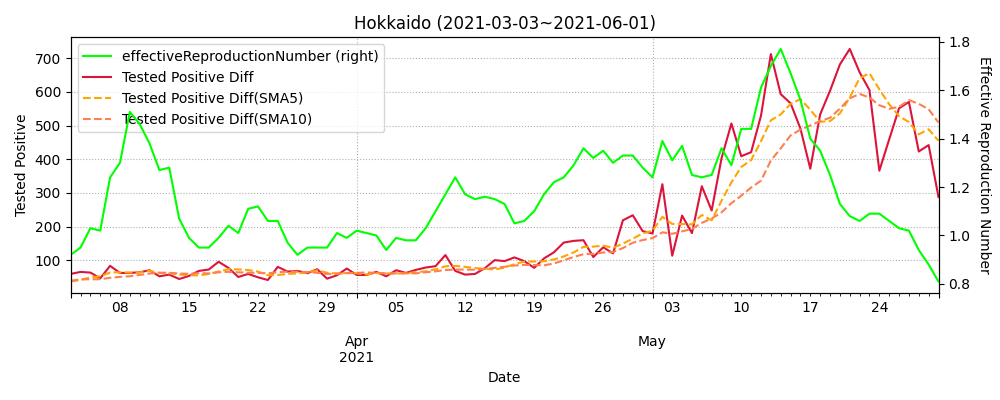 Hokkaido (2021-03-03~2021-06-01)
effectiveReproductionNumber (right)
Tested Positive Diff
Tested Positive Diff(SMA5)
Tested Positive Diff(SMA10)
Tested Positive
700
600
500
400
300
200
100
1.8
1.6
1.4
1.2
1.0
0.8
Effective Reproduction Number
08 15 22 29 05 12 19 26 03 10 17 24
Apr May
2021
Date